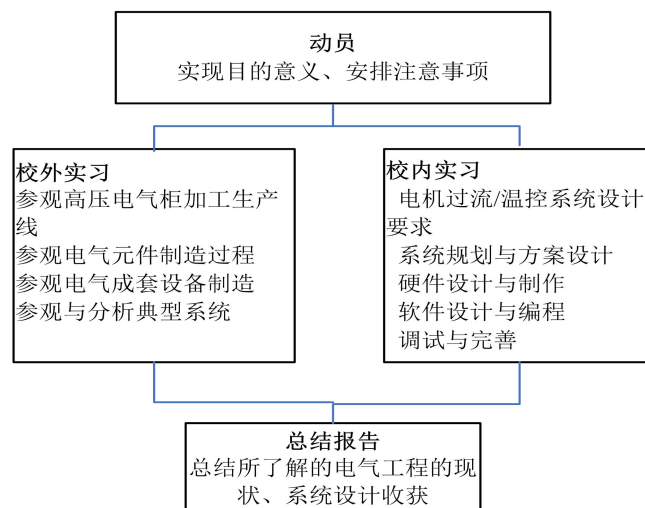 动员
实现目的意义、安排注意事项
校外实习
参观高压电气柜加工生产
线
参观电气元件制造过程
参观电气成套设备制造
参观与分析典型系统
校内实习
电机过流/温控系统设计
要求
系统规划与方案设计
硬件设计与制作
软件设计与编程
调试与完善
总结报告
总结所了解的电气工程的现
状、系统设计收获